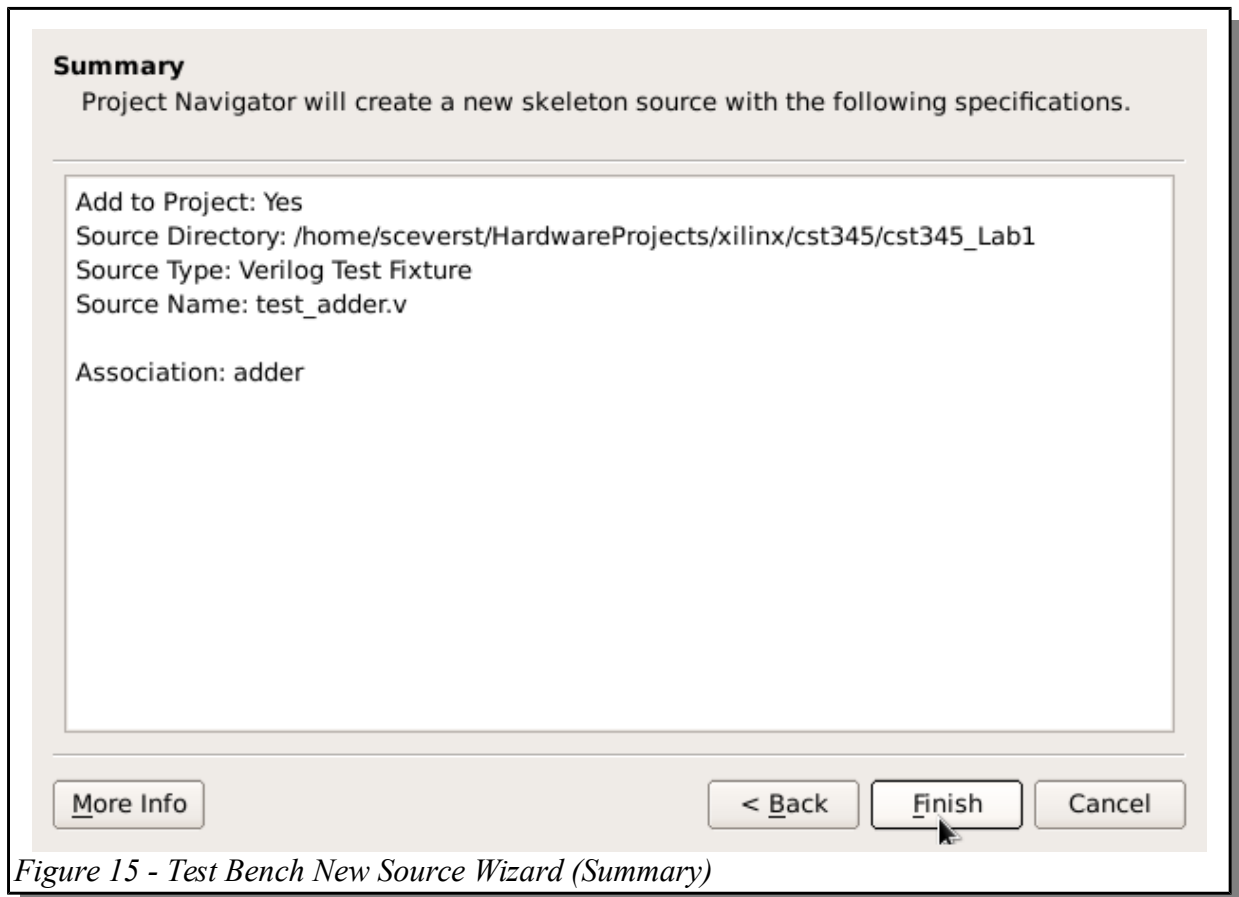 Summary
Project Navigator will create a new skeleton source with the following specifications.
Add to Project: Yes
Source Directory: /home/sceverst/HardwareProjects/xilinx/cst345/cst345_Lab1
Source Type: Verilog Test Fixture
Source Name: test_adder.v
Association: adder
More Info
< Back
Finish
Cancel
Figure 15 - Test Bench New Source Wizard (Summary)